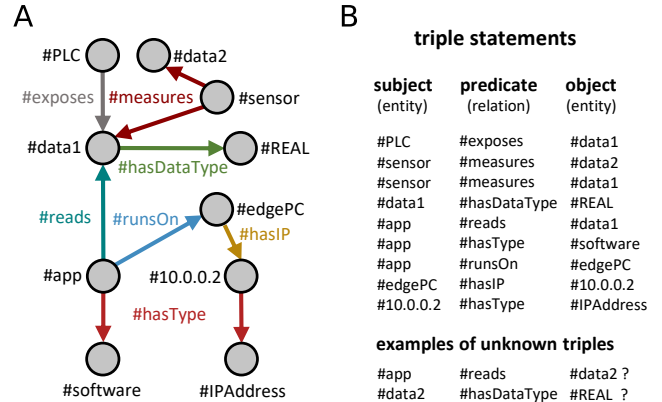 A
#PLC
#data2
#exposes
#measures
#sensor
#data1
#REAL
#hasDataType
#reads
#runsOn
#edgePC
#hasIP
#app
#10.0.0.2
#hasType
#software
#IPAddress
B
triple statements
subject predicate object
(entity) (relation) (entity)
#PLC #exposes #data1
#sensor #measures #data2
#sensor #measures #data1
#data1 #hasDataType #REAL
#app #reads #data1
#app #hasType #software
#app #runsOn #edgePC
#edgePC #hasIP #10.0.0.2
#10.0.0.2 #hasType #IPAddress
examples of unknown triples
#app #reads #data2 ?
#data2 #hasDataType #REAL ?